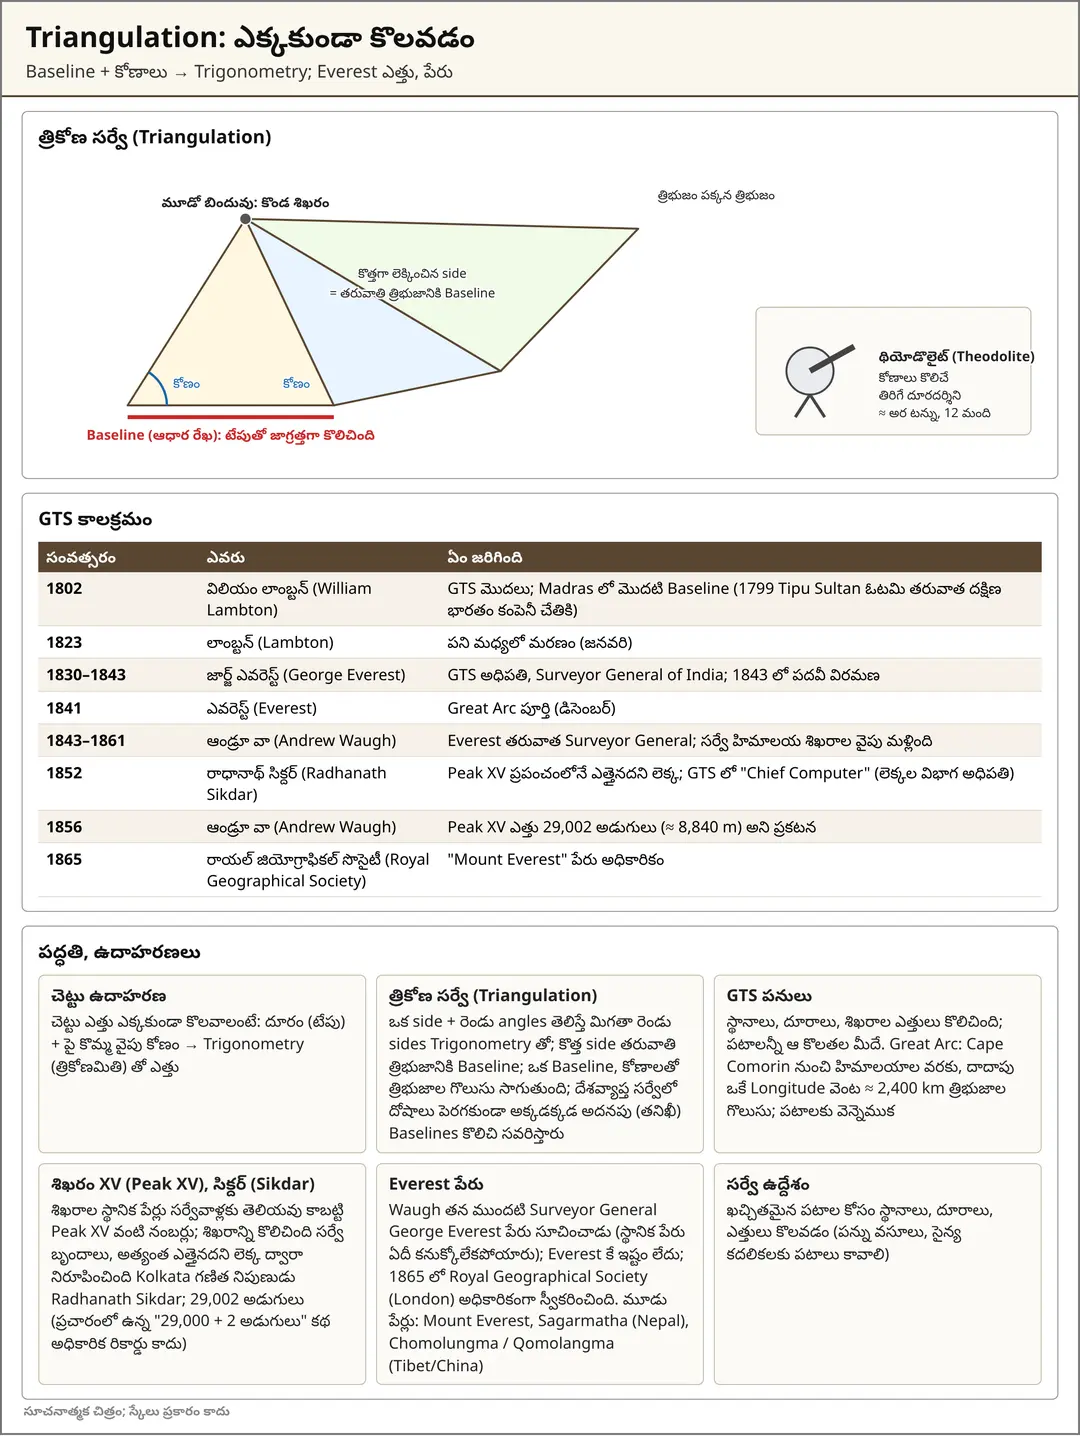 Triangulation: ఎక్కకుండా కొలవడం
Baseline + కోణాలు → Trigonometry; Everest ఎత్తు, పేరు
త్రికోణ సర్వే (Triangulation)
మూడో బిందువు: కొండ శిఖరం
త్రిభుజం పక్కన త్రిభుజం
కొత్తగా లెక్కించిన side
= తరువాతి త్రిభుజానికి Baseline
కోణం
కోణం
Baseline (ఆధార రేఖ): టేపుతో జాగ్రత్తగా కొలిచింది
థియోడొలైట్ (Theodolite)
కోణాలు కొలిచే
తిరిగే దూరదర్శిని
≈ అర టన్ను, 12 మంది
GTS కాలక్రమం
సంవత్సరం ఎవరు ఏం జరిగింది
1802 విలియం లాంబ్టన్ (William Lambton) GTS మొదలు; Madras లో మొదటి Baseline (1799 Tipu Sultan ఓటమి తరువాత దక్షిణ భారతం కంపెనీ చేతికి)
1823 లాంబ్టన్ (Lambton) పని మధ్యలో మరణం (జనవరి)
1830–1843 జార్జ్ ఎవరెస్ట్ (George Everest) GTS అధిపతి, Surveyor General of India; 1843 లో పదవీ విరమణ
1841 ఎవరెస్ట్ (Everest) Great Arc పూర్తి (డిసెంబర్)
1843–1861 ఆండ్రూ వా (Andrew Waugh) Everest తరువాత Surveyor General; సర్వే హిమాలయ శిఖరాల వైపు మళ్లింది
1852 రాధానాథ్ సిక్దర్ (Radhanath Sikdar) Peak XV ప్రపంచంలోనే ఎత్తైనదని లెక్క; GTS లో "Chief Computer" (లెక్కల విభాగ అధిపతి)
1856 ఆండ్రూ వా (Andrew Waugh) Peak XV ఎత్తు 29,002 అడుగులు (≈ 8,840 m) అని ప్రకటన
1865 రాయల్ జియోగ్రాఫికల్ సొసైటీ (Royal Geographical Society) "Mount Everest" పేరు అధికారికం
పద్ధతి, ఉదాహరణలు
చెట్టు ఉదాహరణ
చెట్టు ఎత్తు ఎక్కకుండా కొలవాలంటే: దూరం (టేపు)
+ పై కొమ్మ వైపు కోణం → Trigonometry
(త్రికోణమితి) తో ఎత్తు
త్రికోణ సర్వే (Triangulation)
ఒక side + రెండు angles తెలిస్తే మిగతా రెండు
sides Trigonometry తో; కొత్త side తరువాతి
త్రిభుజానికి Baseline; ఒక Baseline, కోణాలతో
త్రిభుజాల గొలుసు సాగుతుంది; దేశవ్యాప్త సర్వేలో
దోషాలు పెరగకుండా అక్కడక్కడ అదనపు (తనిఖీ)
Baselines కొలిచి సవరిస్తారు
GTS పనులు
స్థానాలు, దూరాలు, శిఖరాల ఎత్తులు కొలిచింది;
పటాలన్నీ ఆ కొలతల మీదే. Great Arc: Cape
Comorin నుంచి హిమాలయాల వరకు, దాదాపు
ఒకే Longitude వెంట ≈ 2,400 km త్రిభుజాల
గొలుసు; పటాలకు వెన్నెముక
శిఖరం XV (Peak XV), సిక్దర్ (Sikdar)
శిఖరాల స్థానిక పేర్లు సర్వేవాళ్లకు తెలియవు కాబట్టి
Peak XV వంటి నంబర్లు; శిఖరాన్ని కొలిచింది సర్వే
బృందాలు, అత్యంత ఎత్తైనదని లెక్క ద్వారా
నిరూపించింది Kolkata గణిత నిపుణుడు
Radhanath Sikdar; 29,002 అడుగులు
(ప్రచారంలో ఉన్న "29,000 + 2 అడుగులు" కథ
అధికారిక రికార్డు కాదు)
Everest పేరు
Waugh తన ముందటి Surveyor General
George Everest పేరు సూచించాడు (స్థానిక పేరు
ఏదీ కనుక్కోలేకపోయారు); Everest కే ఇష్టం లేదు;
1865 లో Royal Geographical Society
(London) అధికారికంగా స్వీకరించింది. మూడు
పేర్లు: Mount Everest, Sagarmatha (Nepal),
Chomolungma / Qomolangma
(Tibet/China)
సర్వే ఉద్దేశం
ఖచ్చితమైన పటాల కోసం స్థానాలు, దూరాలు,
ఎత్తులు కొలవడం (పన్ను వసూలు, సైన్య
కదలికలకు పటాలు కావాలి)
సూచనాత్మక చిత్రం; స్కేలు ప్రకారం కాదు